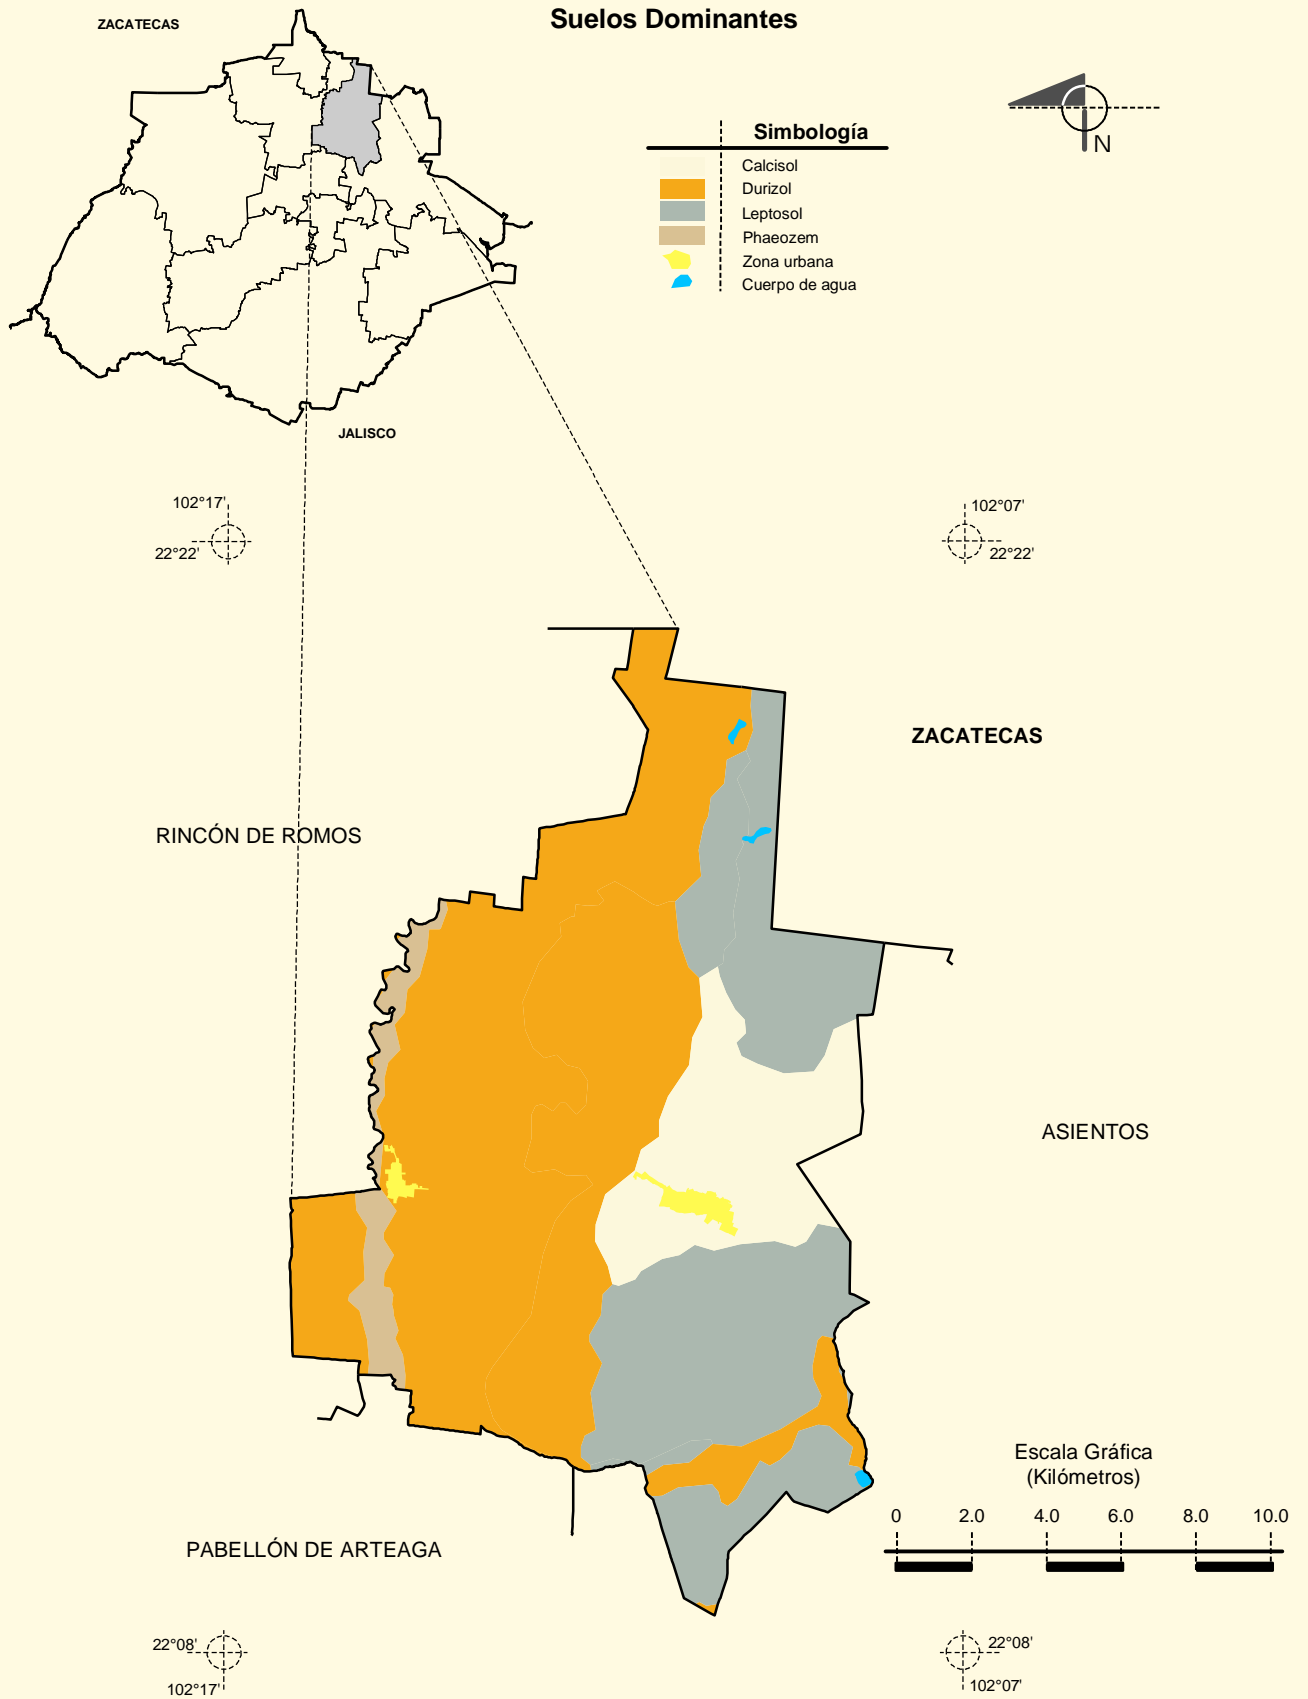 Suelos Dominantes
ZACATECAS
N
Simbología
Calcisol
Durizol
Leptosol
Phaeozem
Zona urbana
Cuerpo de agua
JALISCO
102°17'
22°22'
102°07'
22°22'
ZACATECAS
RINCÓN DE ROMOS
ASIENTOS
Escala Gráfica
(Kilómetros)
0 2.0 4.0 6.0 8.0 10.0
PABELLÓN DE ARTEAGA
22°08'
102°17'
22°08'
102°07'